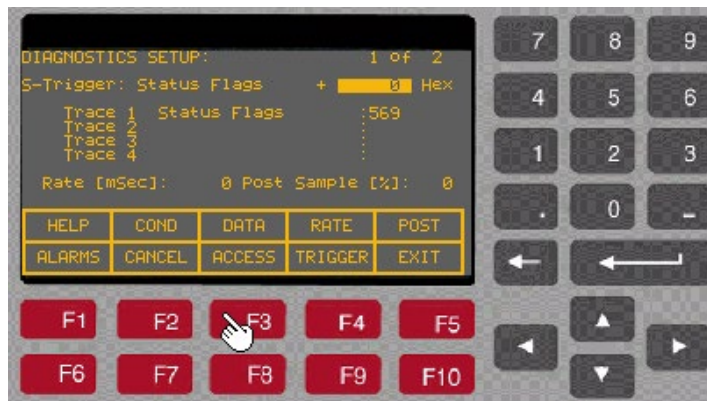 DIAGNOSTICS SETUP: 1 of 2
S-Trigger: Status Flags + 0 Hex
Trace 1 Status Flags :569
Trace 2 :
Trace 3 :
Trace 4 :
Rate [mSec]: 0 Post Sample [%]: 0
HELP COND DATA RATE POST
ALARMS CANCEL ACCESS TRIGGER EXIT
F1 F2 F3 F4 F5
F6 F7 F8 F9 F10
7 8 9
4 5 6
1 2 3
. 0 -